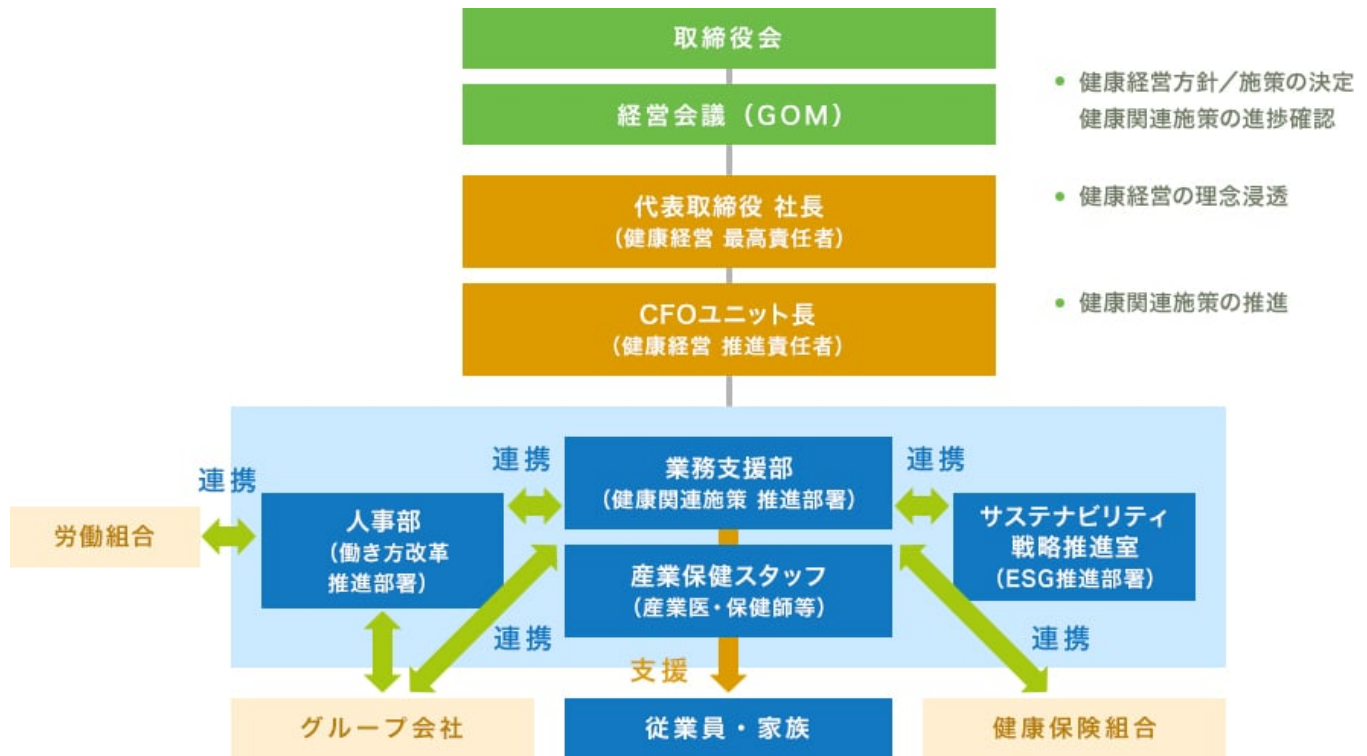 取締役会
経営会議（GOM）
• 健康経営方針／施策の決定
健康関連施策の進捗確認
代表取締役 社長
（健康経営 最高責任者）
• 健康経営の理念浸透
CFOユニット長
（健康経営 推進責任者）
• 健康関連施策の推進
連携
連携
業務支援部
（健康関連施策 推進部署）
連携
労働組合
人事部
（働き方改革
推進部署）
サステナビリティ
戦略推進室
（ESG推進部署）
産業保健スタッフ
（産業医・保健師等）
連携
連携
支援
グループ会社
従業員・家族
健康保険組合